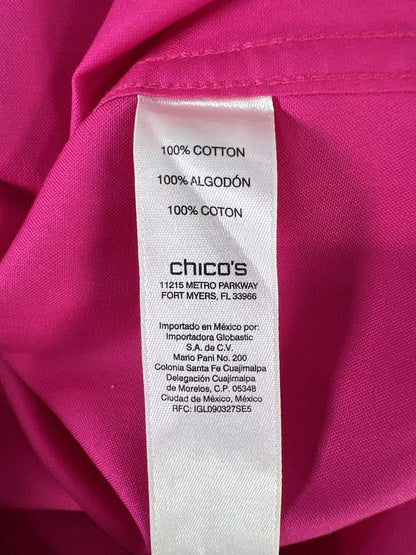 100% COTTON
100% ALGODÓN
100% COTON
chico's
11215 METRO PARKWAY
FORT MYERS, FL 33966
Importado en México por:
Importadora Globastic
S.A. de C.V.
Mario Pani No. 200
Colonia Santa Fe Cuajimalpa
Delegación Cuajimalpa
de Morelos, C.P. 05348
Ciudad de México, México
RFC: IGL090327SE5